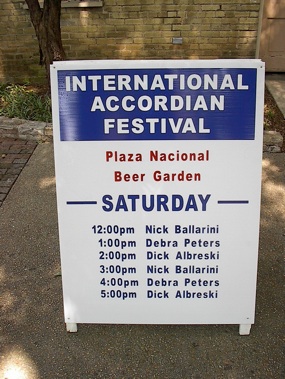 INTERNATIONAL
ACCORDIAN
FESTIVAL
Plaza Nacional
Beer Garden
SATURDAY
12:00pm Nick Ballarini
1:00pm Debra Peters
2:00pm Dick Albreski
3:00pm Nick Ballarini
4:00pm Debra Peters
5:00pm Dick Albreski